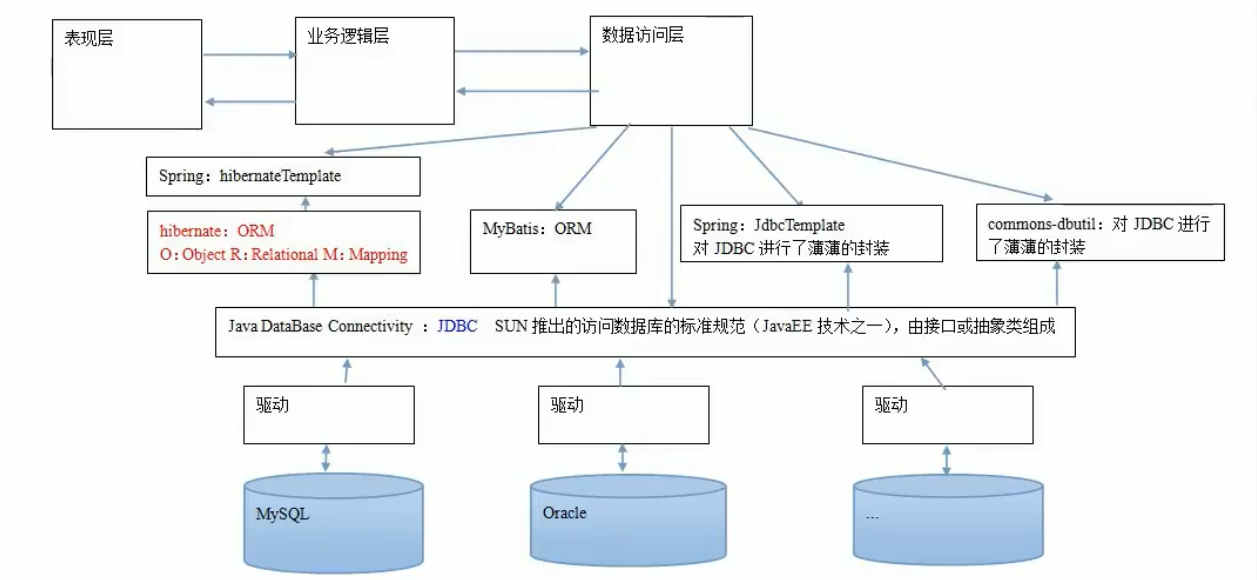 表现层
业务逻辑层
数据访问层
Spring：hibernateTemplate
hibernate：ORM
O：Object R：Relational M：Mapping
MyBatis：ORM
Spring：JdbcTemplate
对 JDBC 进行了薄薄的封装
commons-dbutil：对 JDBC 进行
了薄薄的封装
Java DataBase Connectivity ：JDBC SUN 推出的访问数据库的标准规范（JavaEE 技术之一），由接口或抽象类组成
驱动
驱动
驱动
MySQL
Oracle
...